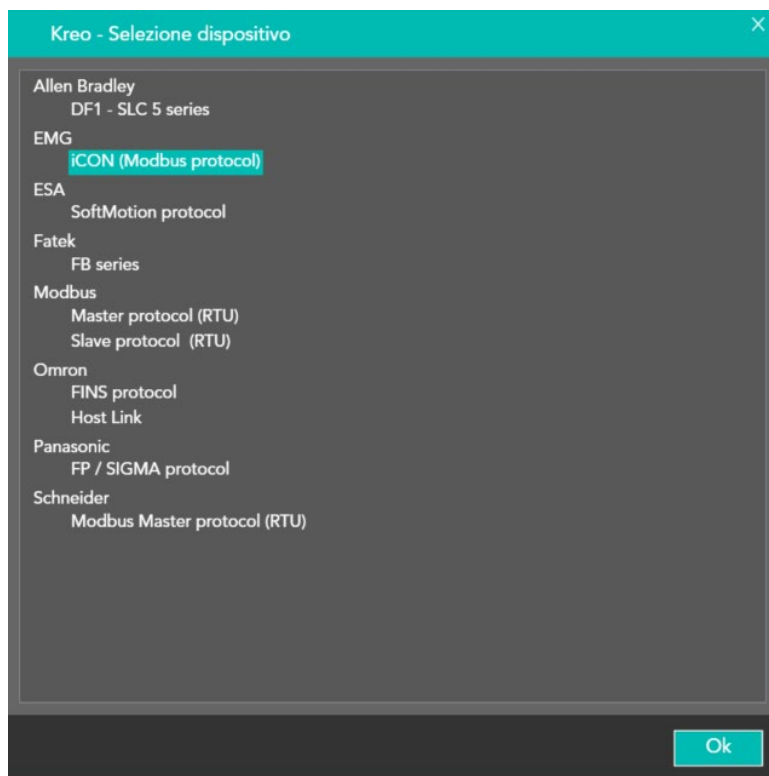 Kreo - Selezione dispositivo
Allen Bradley
DF1 - SLC 5 series
EMG
iCON (Modbus protocol)
ESA
SoftMotion protocol
Fatek
FB series
Modbus
Master protocol (RTU)
Slave protocol (RTU)
Omron
FINS protocol
Host Link
Panasonic
FP / SIGMA protocol
Schneider
Modbus Master protocol (RTU)
Ok